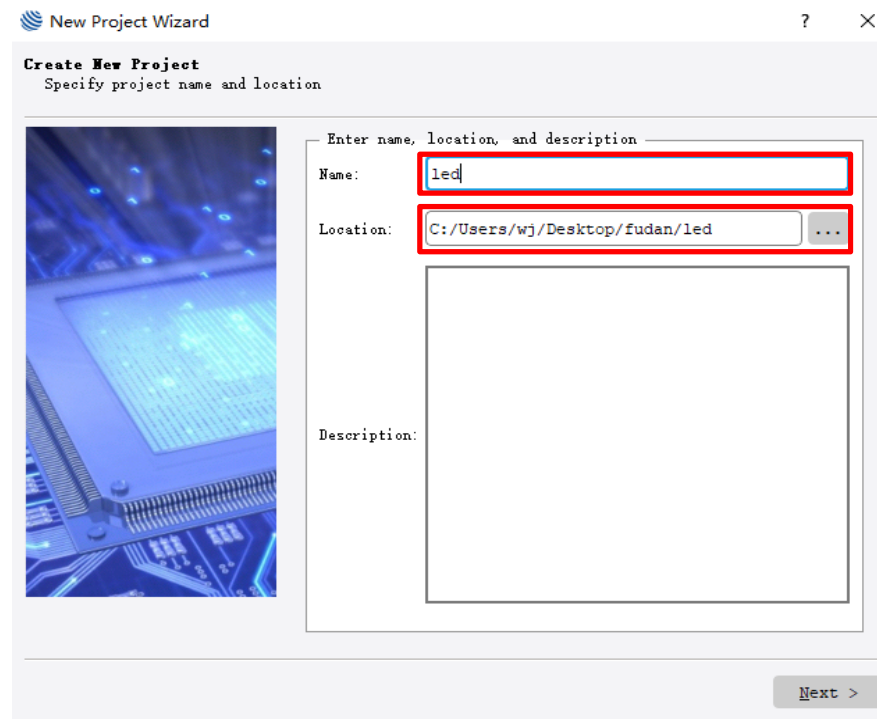 New Project Wizard
Create New Project
Specify project name and location
Enter name, location, and description
Name: led
Location: C:/Users/wj/Desktop/fudan/led ...
Description:
Next >